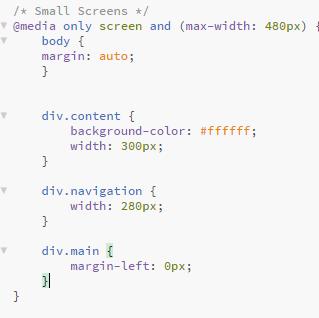 /* Small Screens */
@media only screen and (max-width: 480px) {
    body {
    margin: auto;
    }

    div.content {
        background-color: #ffffff;
        width: 300px;
    }

    div.navigation {
        width: 280px;
    }

    div.main {
        margin-left: 0px;
    }
}